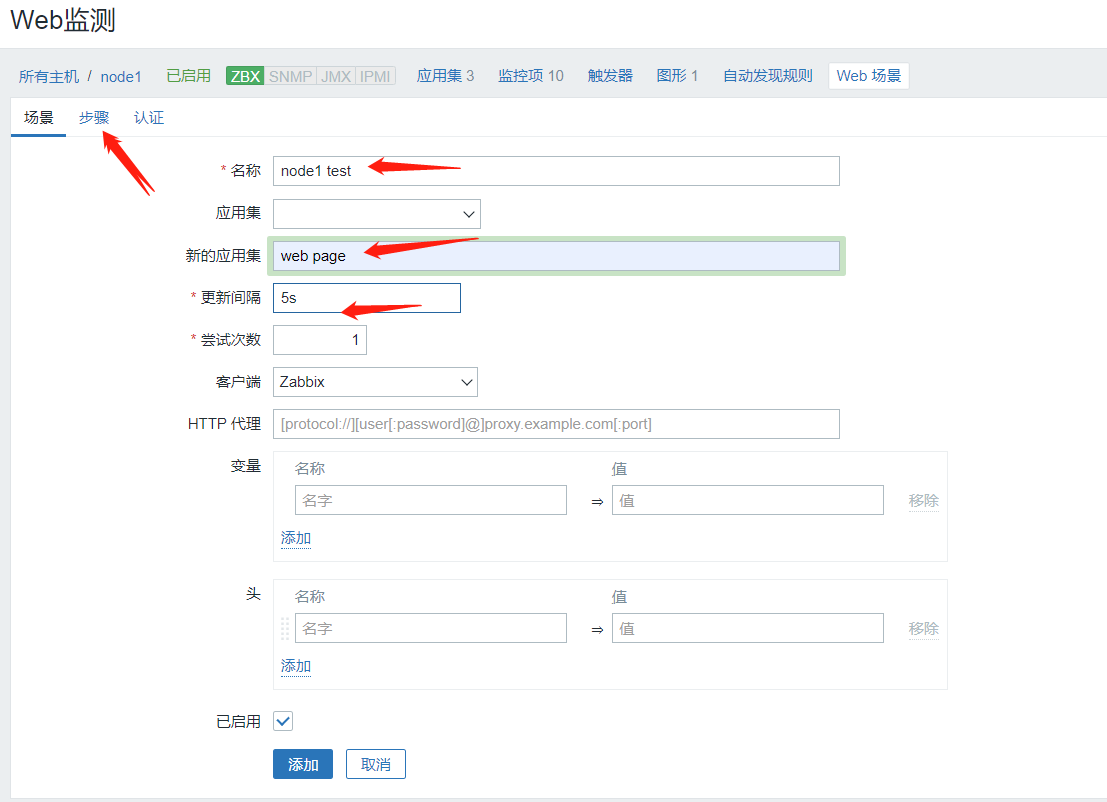 Web监测
所有主机 / node1 已启用 ZBX SNMP JMX IPMI 应用集 3 监控项 10 触发器 图形 1 自动发现规则 Web 场景
场景 步骤 认证
* 名称 node1 test
应用集
新的应用集 web page
* 更新间隔 5s
* 尝试次数 1
客户端 Zabbix
HTTP 代理 [protocol://][user[:password]@]proxy.example.com[:port]
变量 名称 值
名字 ⇒ 值 移除
添加
头 名称 值
名字 ⇒ 值 移除
添加
已启用
添加 取消